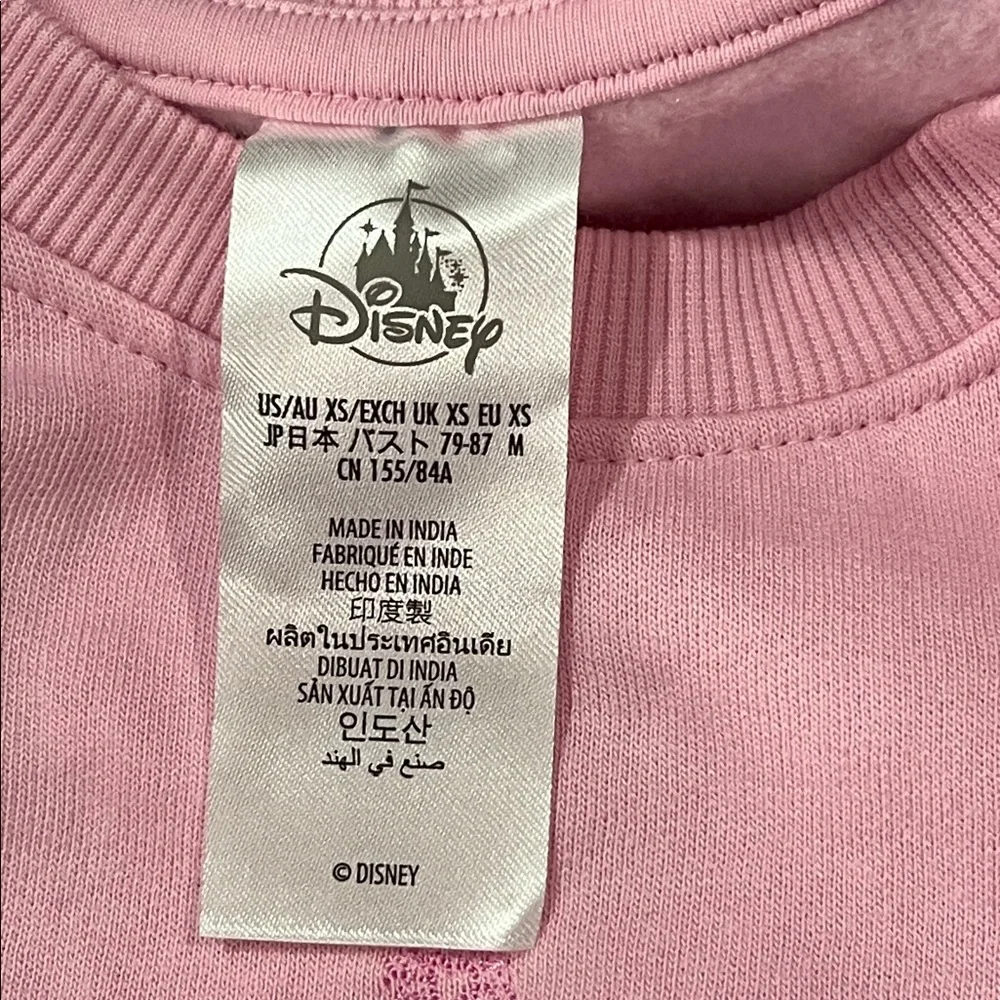 Disney
US/AU XS/EXCH UK XS EU XS
JP日本 バスト 79-87 M
CN 155/84A
MADE IN INDIA
FABRIQUÉ EN INDE
HECHO EN INDIA
印度製
ผลิตในประเทศอินเดีย
DIBUAT DI INDIA
SẢN XUẤT TẠI ẤN ĐỘ
인도산
صنع في الهند
© DISNEY